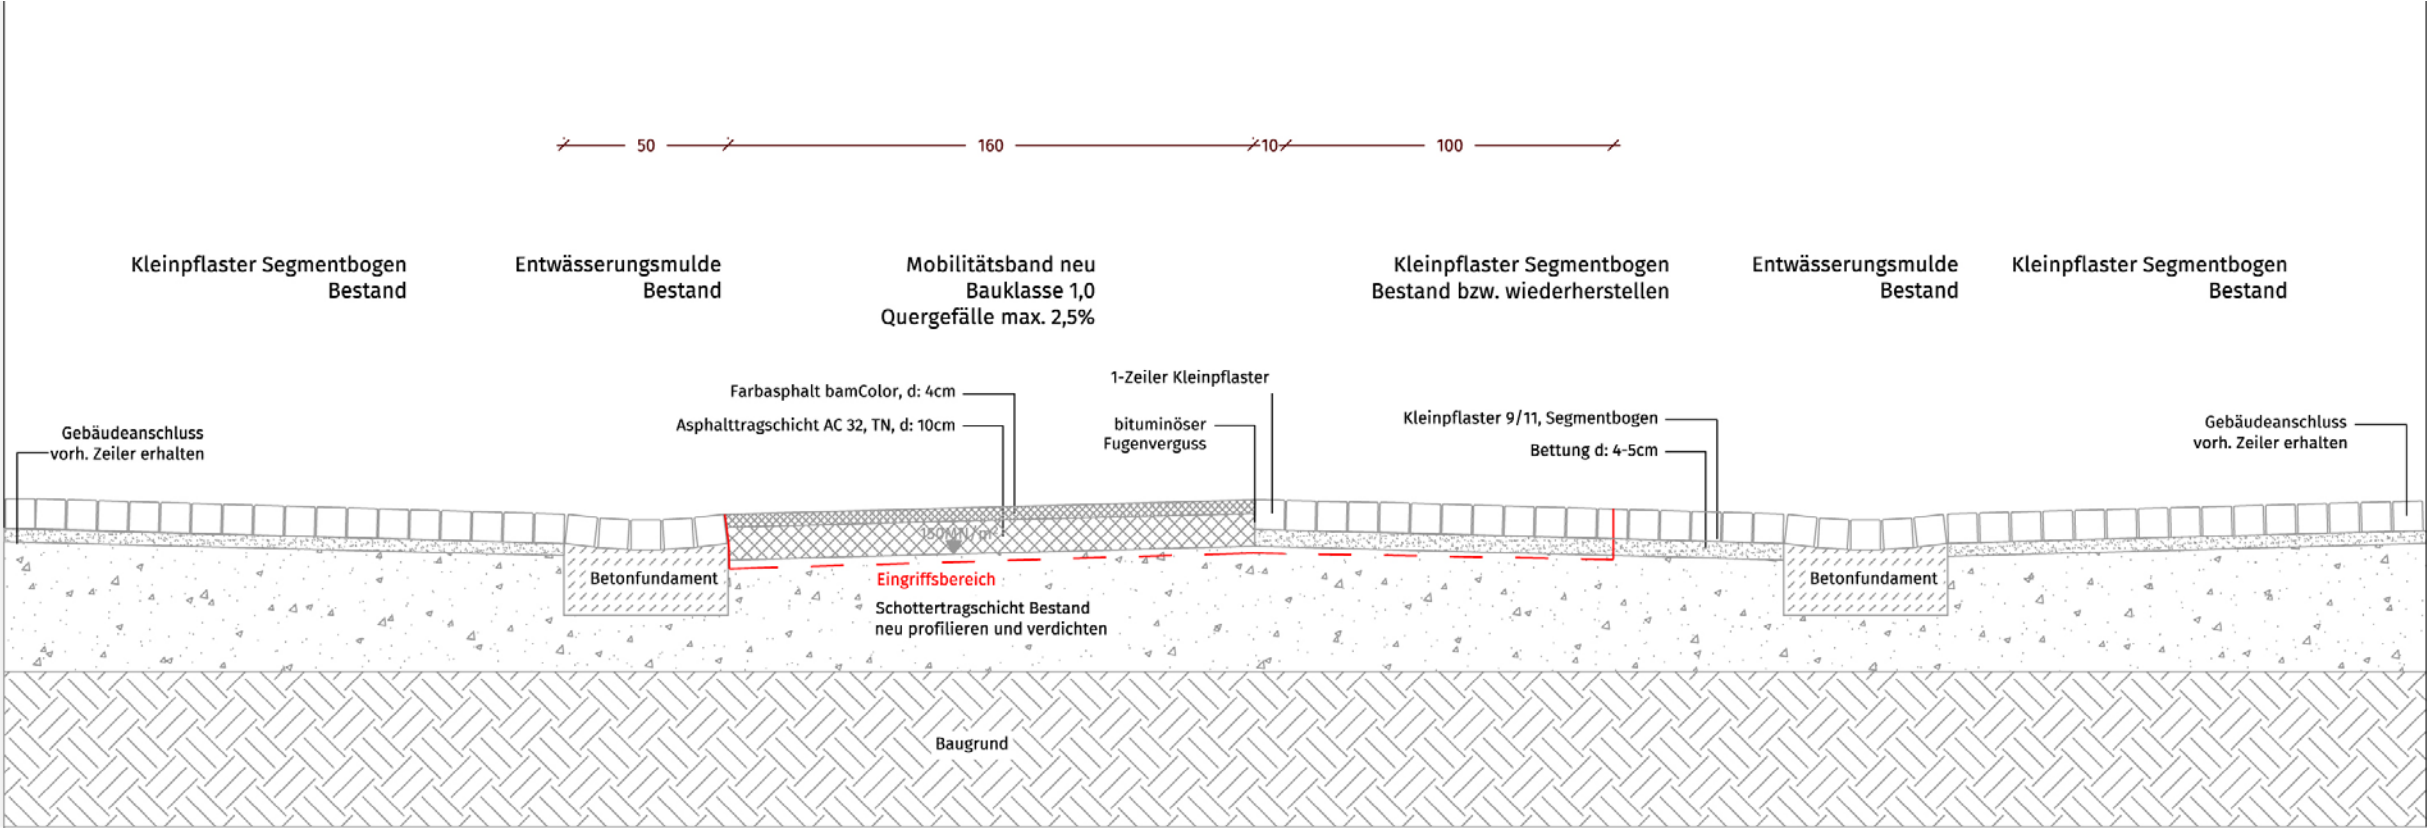 50
160
10
100
Kleinpflaster Segmentbogen
Bestand
Entwässerungsmulde
Bestand
Mobilitätsband neu
Bauklasse 1,0
Quergefälle max. 2,5%
Kleinpflaster Segmentbogen
Bestand bzw. wiederherstellen
Entwässerungsmulde
Bestand
Kleinpflaster Segmentbogen
Bestand
Gebäudeanschluss
vorh. Zeiler erhalten
Farbasphalt bamColor, d: 4cm
Asphalttragschicht AC 32, TN, d: 10cm
1-Zeiler Kleinpflaster
bituminöser
Fugenverguss
Kleinpflaster 9/11, Segmentbogen
Bettung d: 4-5cm
Gebäudeanschluss
vorh. Zeiler erhalten
150MN/m²
Betonfundament
Eingriffsbereich
Schottertragschicht Bestand
neu profilieren und verdichten
Betonfundament
Baugrund